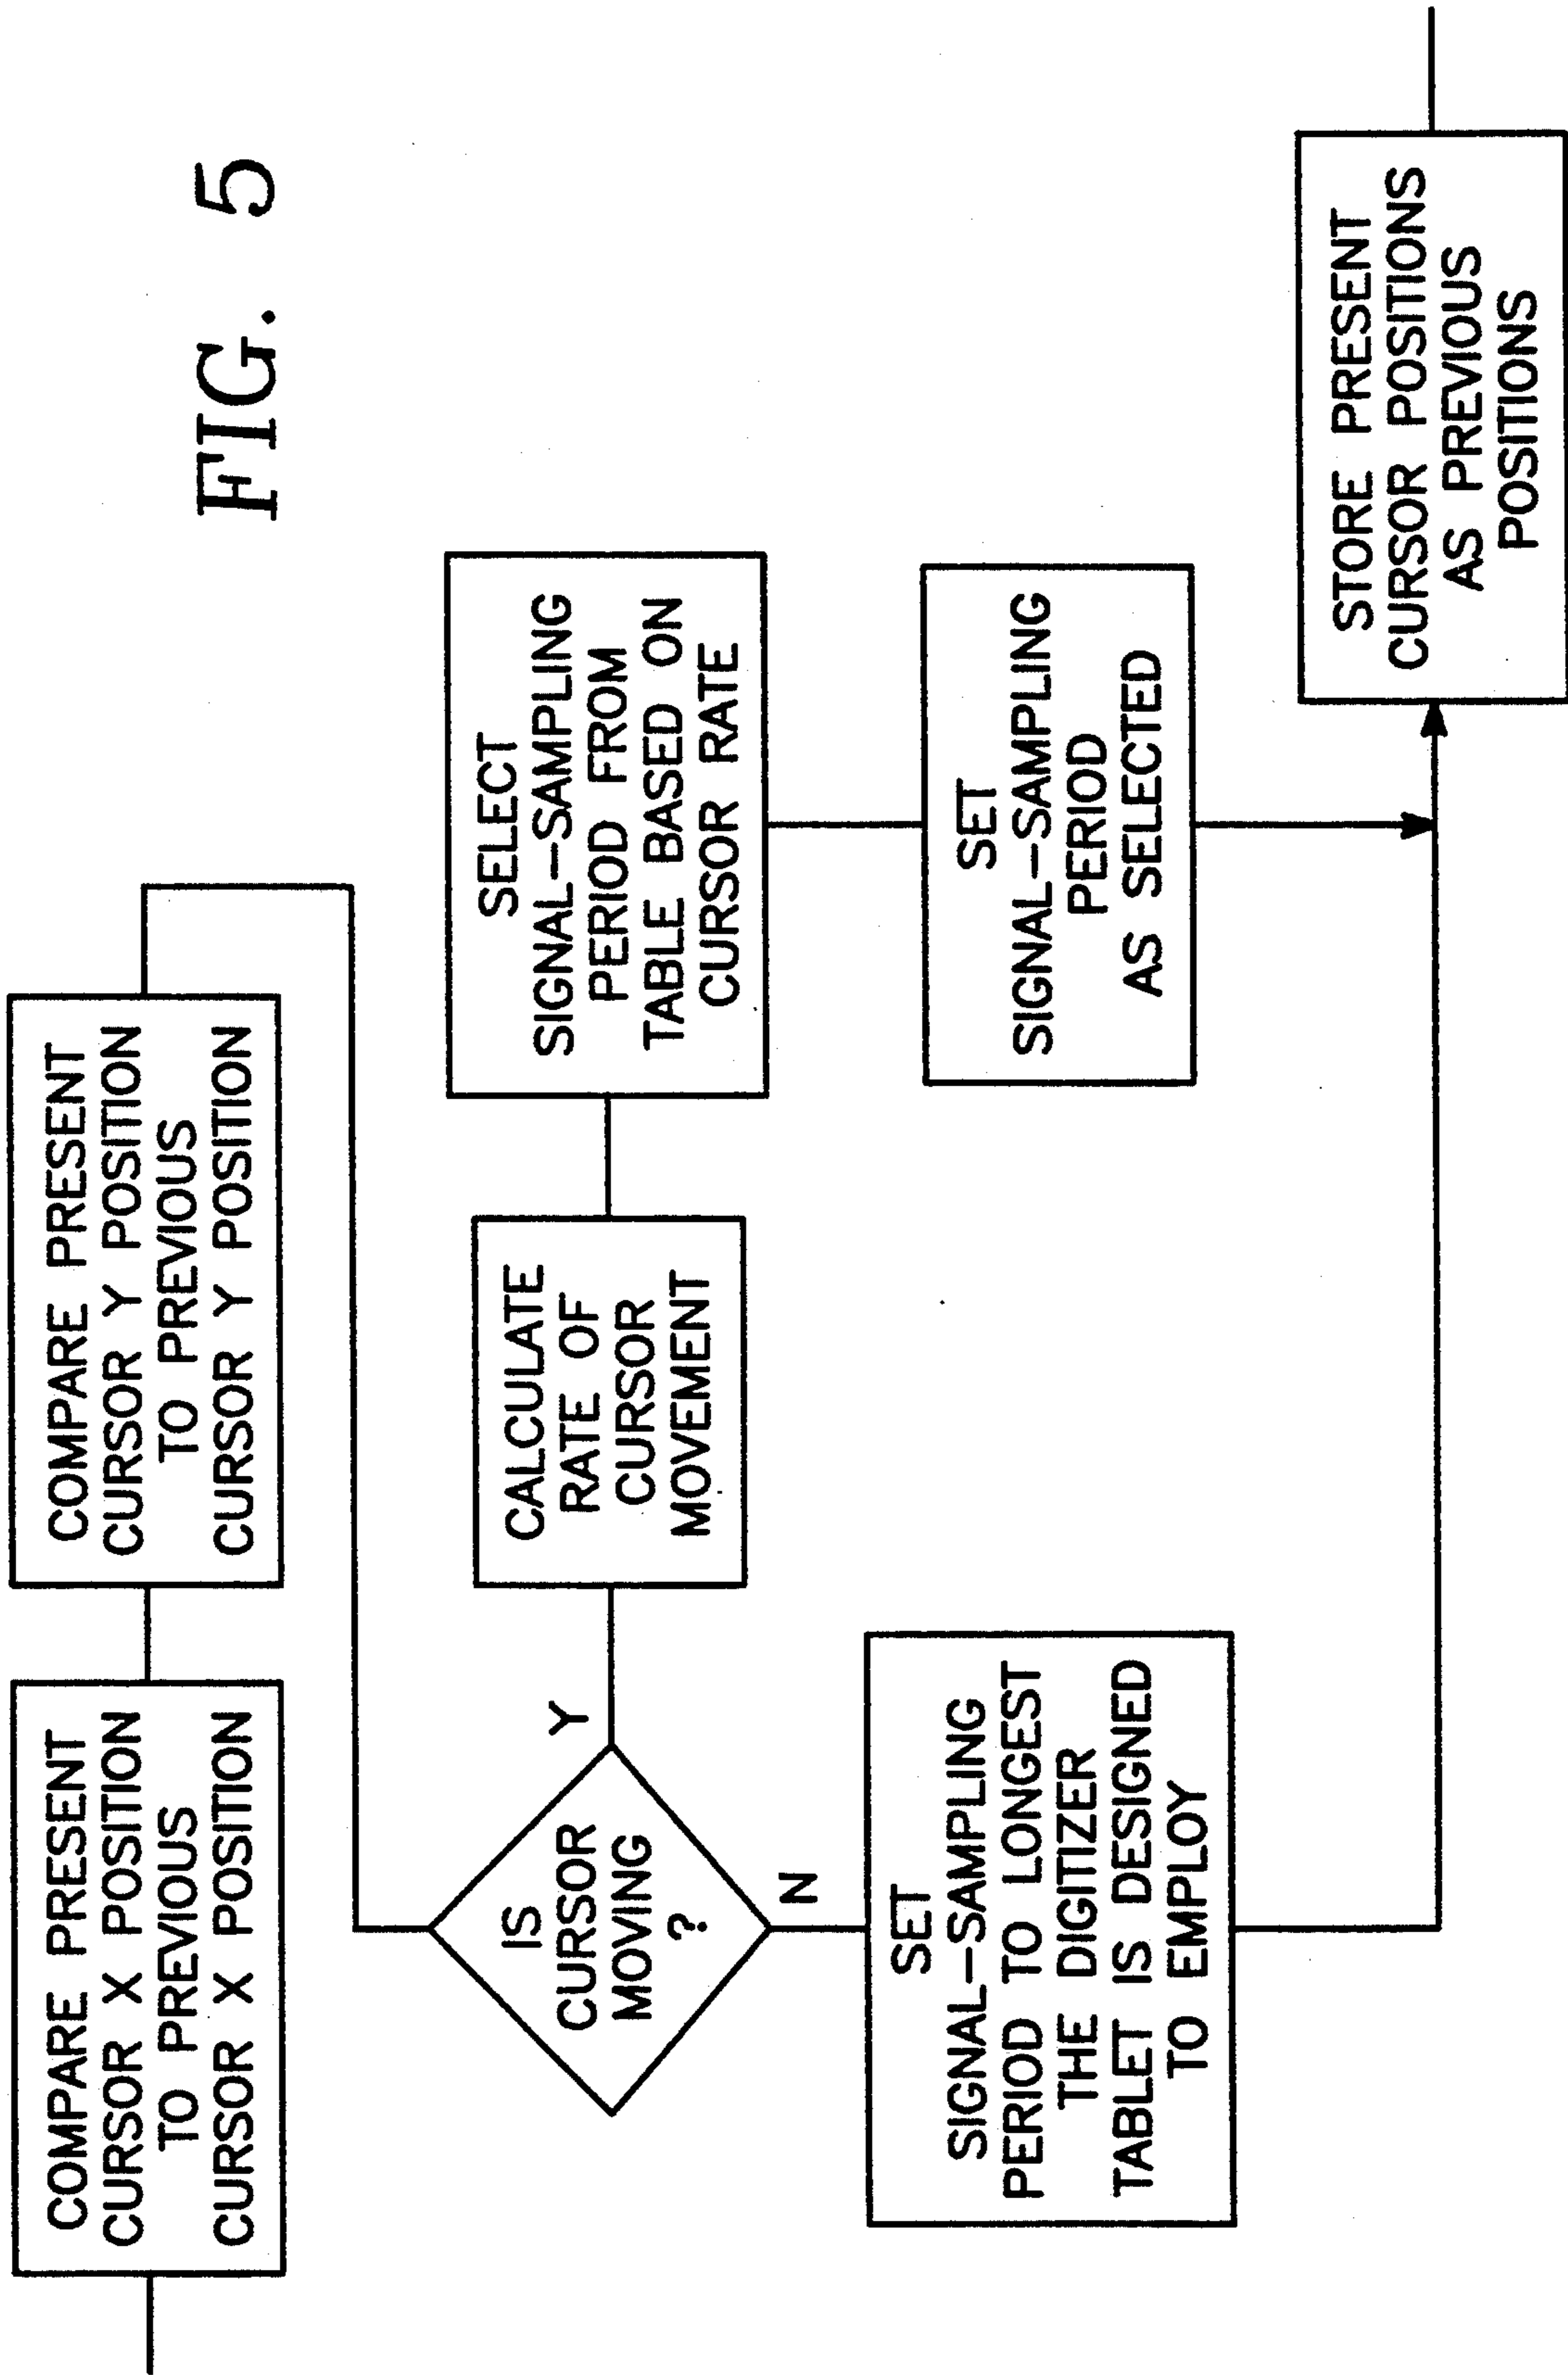 FIG. 5
COMPARE PRESENT
CURSOR X POSITION
TO PREVIOUS
CURSOR X POSITION
COMPARE PRESENT
CURSOR Y POSITION
TO PREVIOUS
CURSOR Y POSITION
IS
CURSOR
MOVING
?
Y
N
CALCULATE
RATE OF
CURSOR
MOVEMENT
SELECT
SIGNAL-SAMPLING
PERIOD FROM
TABLE BASED ON
CURSOR RATE
SET
SIGNAL-SAMPLING
PERIOD
AS SELECTED
SET
SIGNAL-SAMPLING
PERIOD TO LONGEST
THE DIGITIZER
TABLET IS DESIGNED
TO EMPLOY
STORE PRESENT
CURSOR POSITIONS
AS PREVIOUS
POSITIONS